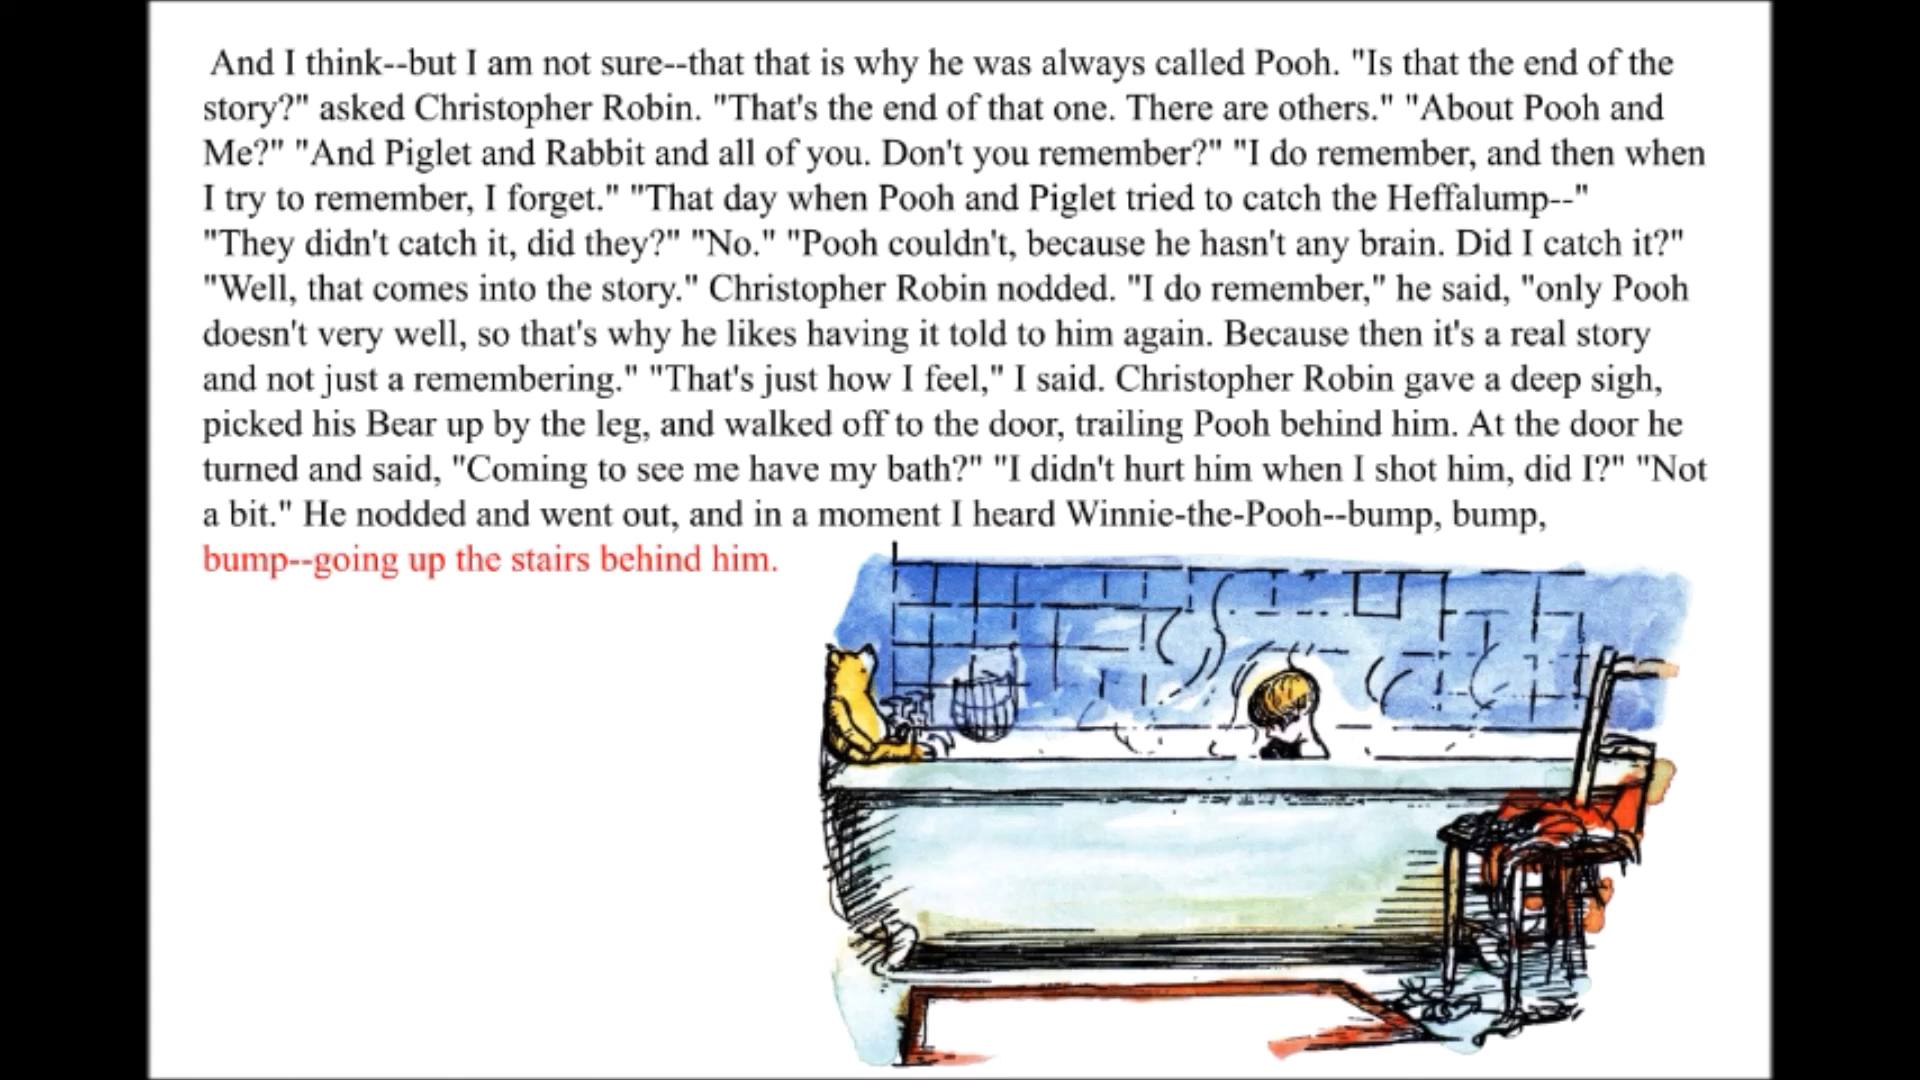 And I think--but I am not sure--that that is why he was always called Pooh. "Is that the end of the
story?" asked Christopher Robin. "That's the end of that one. There are others." "About Pooh and
Me?" "And Piglet and Rabbit and all of you. Don't you remember?" "I do remember, and then when
I try to remember, I forget." "That day when Pooh and Piglet tried to catch the Heffalump--"
"They didn't catch it, did they?" "No." "Pooh couldn't, because he hasn't any brain. Did I catch it?"
"Well, that comes into the story." Christopher Robin nodded. "I do remember," he said, "only Pooh
doesn't very well, so that's why he likes having it told to him again. Because then it's a real story
and not just a remembering." "That's just how I feel," I said. Christopher Robin gave a deep sigh,
picked his Bear up by the leg, and walked off to the door, trailing Pooh behind him. At the door he
turned and said, "Coming to see me have my bath?" "I didn't hurt him when I shot him, did I?" "Not
a bit." He nodded and went out, and in a moment I heard Winnie-the-Pooh--bump, bump,
bump--going up the stairs behind him.